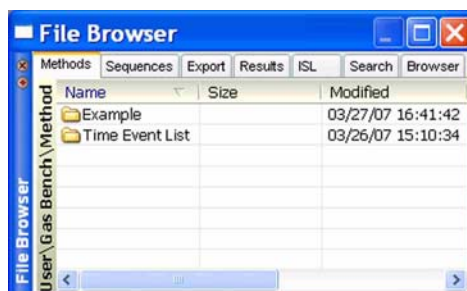 File Browser
Methods Sequences Export Results ISL Search Browser
Name Size Modified
Example 03/27/07 16:41:42
Time Event List 03/26/07 15:10:34
User\Gas Bench\Method
File Browser